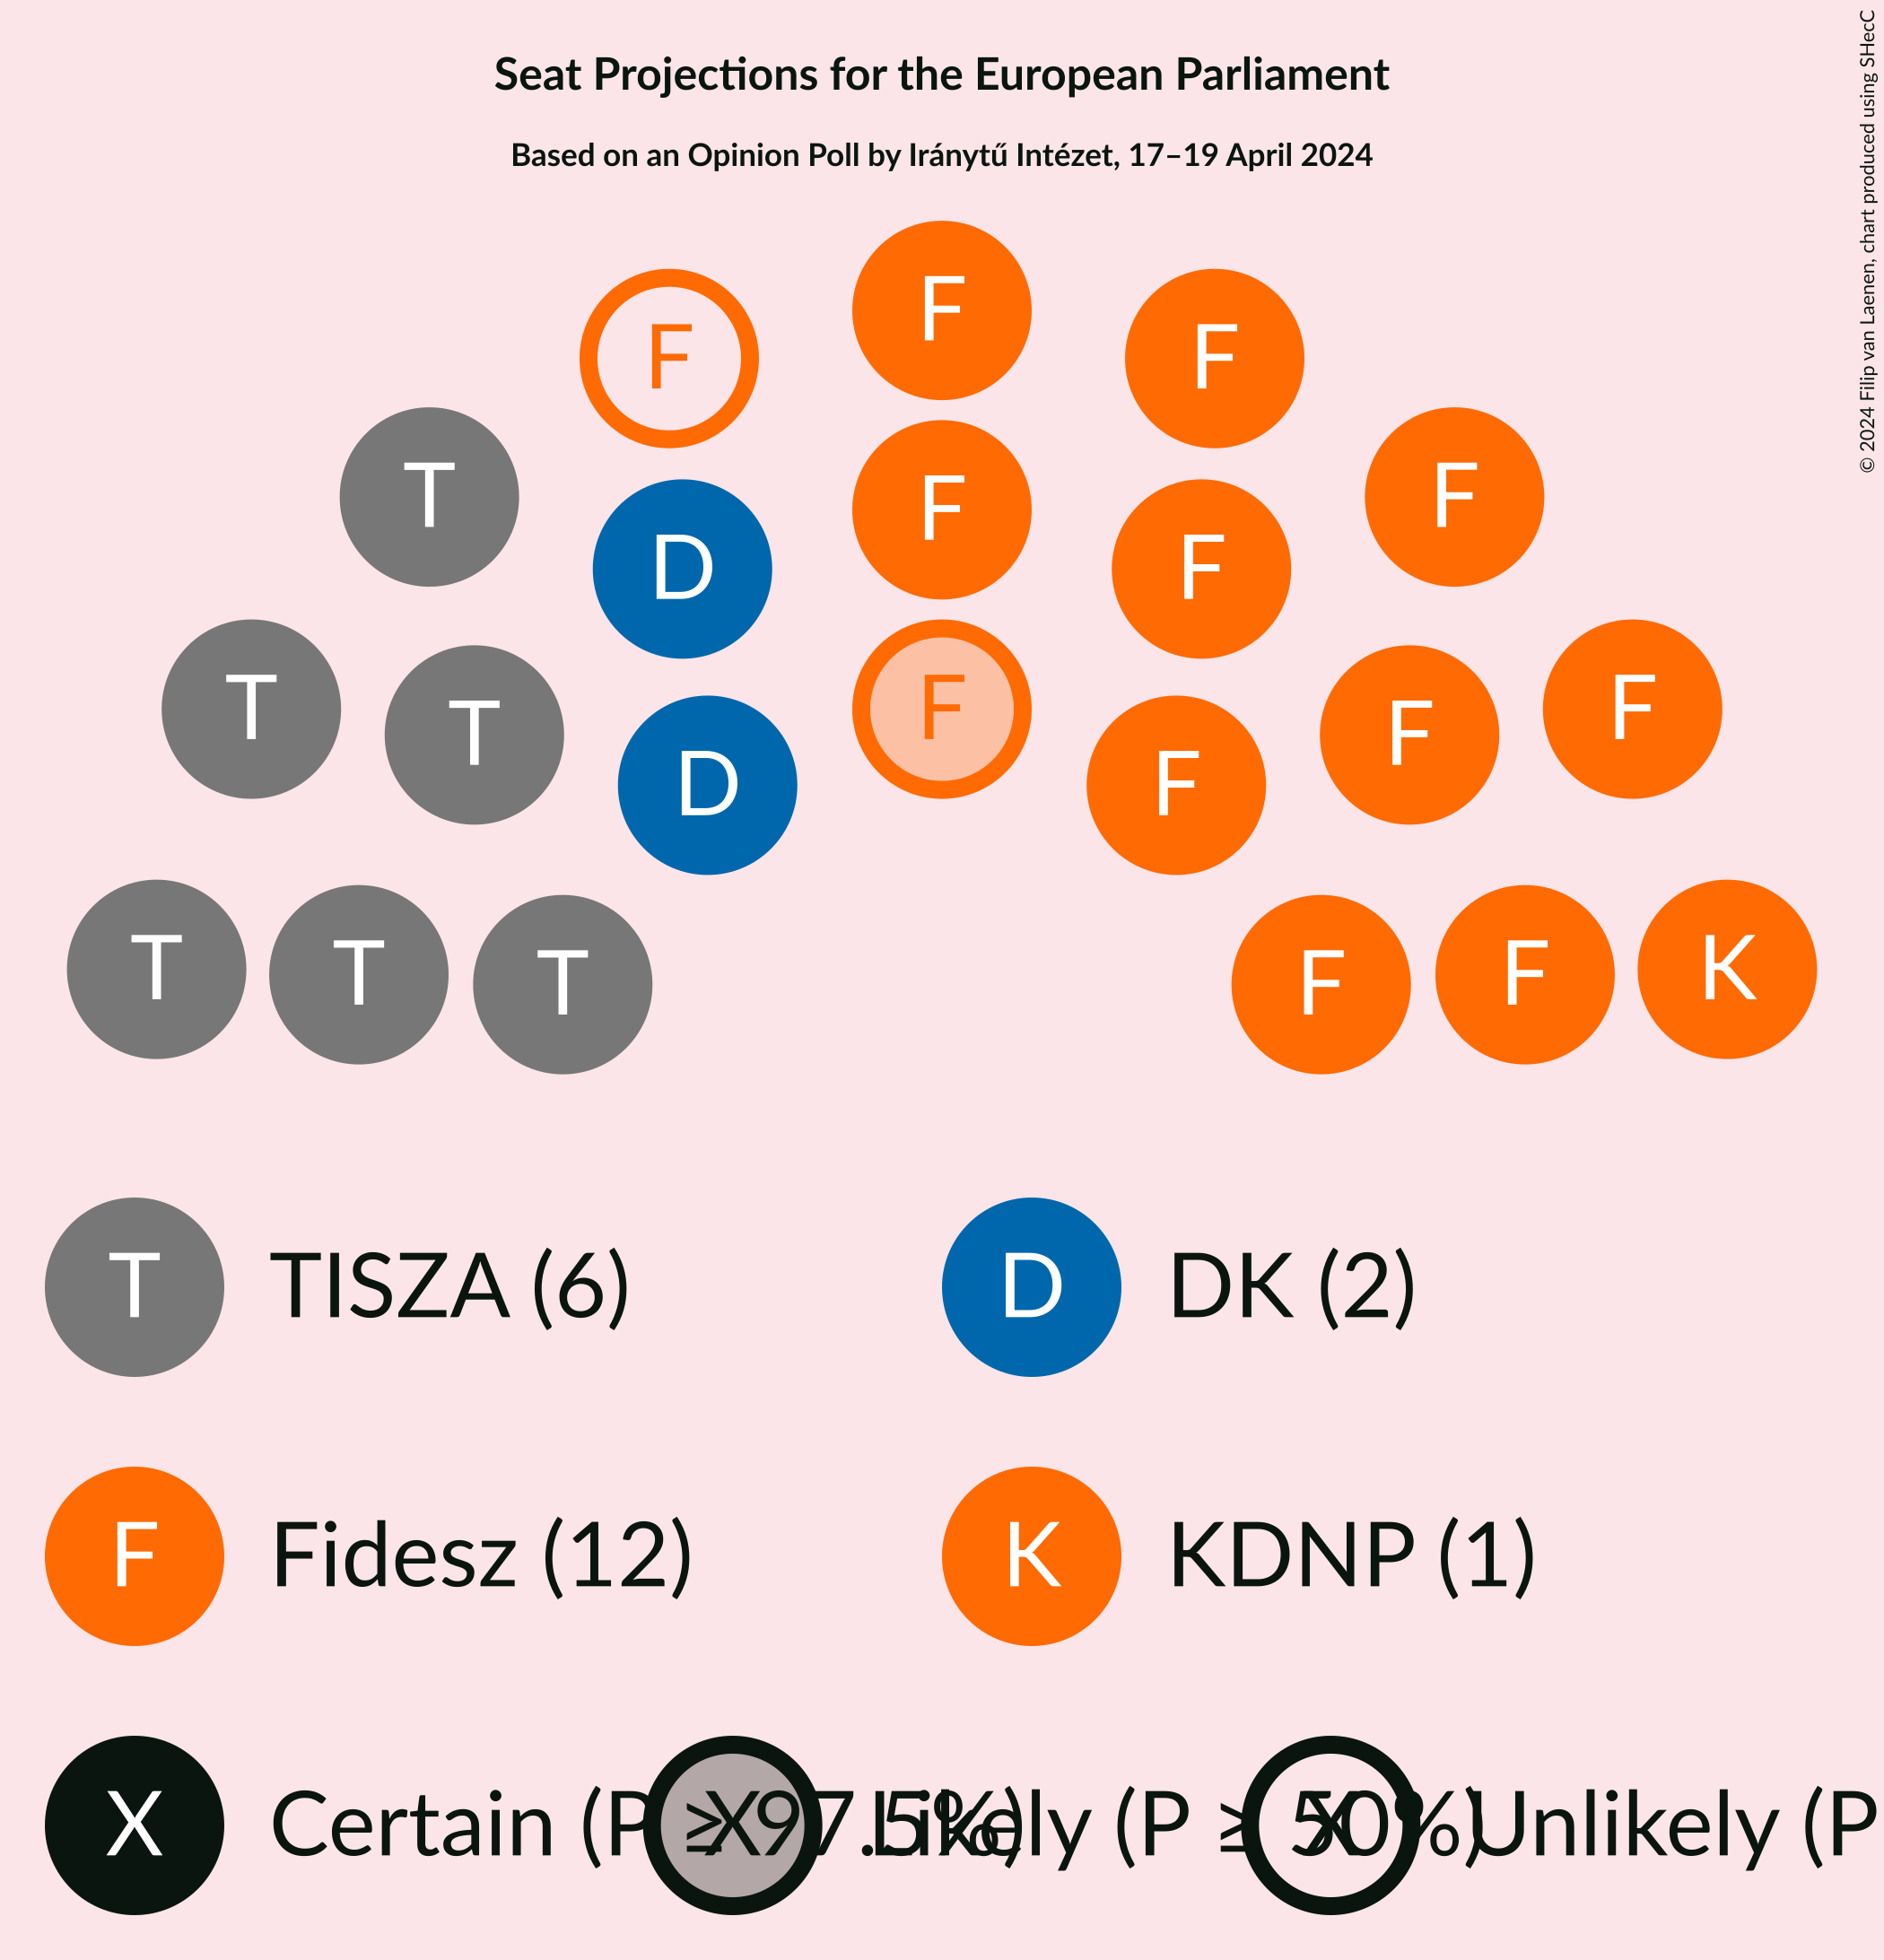 Seat Projections for the European Parliament
Based on an Opinion Poll by Iránytű Intézet, 17–19 April 2024
© 2024 Filip van Laenen, chart produced using SHecC
F
F
F
T
F
D
F
F
T
T
D
F
F
F
F
T
T
T
F
F
K
T TISZA (6)
D DK (2)
F Fidesz (12)
K KDNP (1)
X Certain (P ≥ 97.5%)
X Likely (P ≥ 50%)
X Unlikely (P